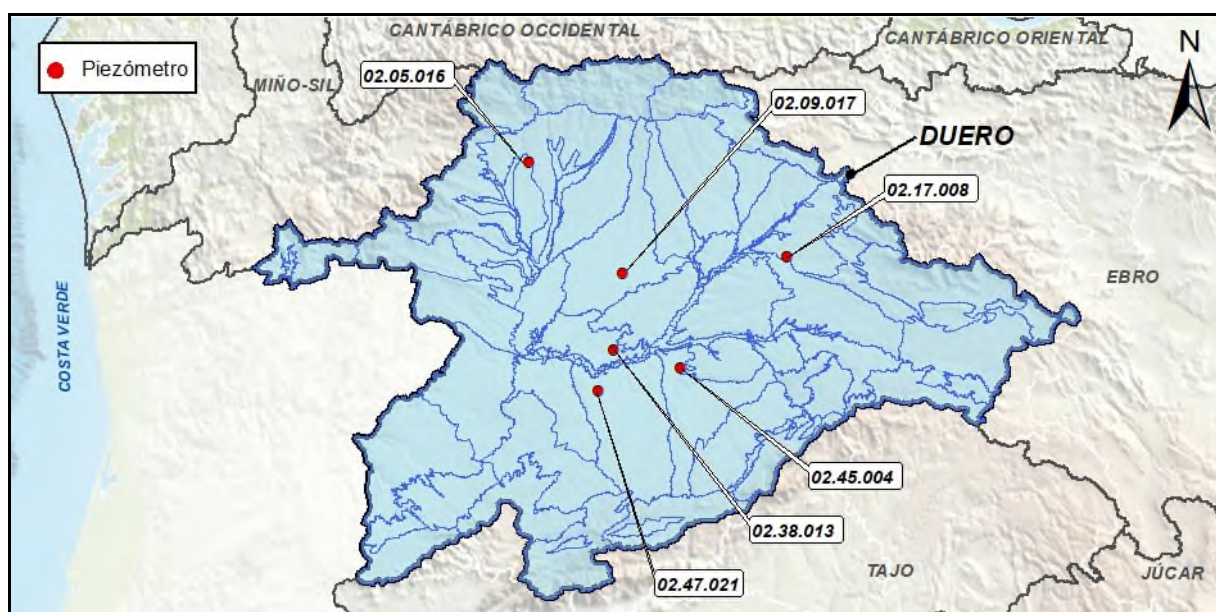 CANTÁBRICO OCCIDENTAL
CANTÁBRICO ORIENTAL
N
Piezómetro
MIÑO-SIL
02.05.016
02.09.017
DUERO
02.17.008
EBRO
COSTA VERDE
02.45.004
02.38.013
02.47.021
TAJO
JÚCAR